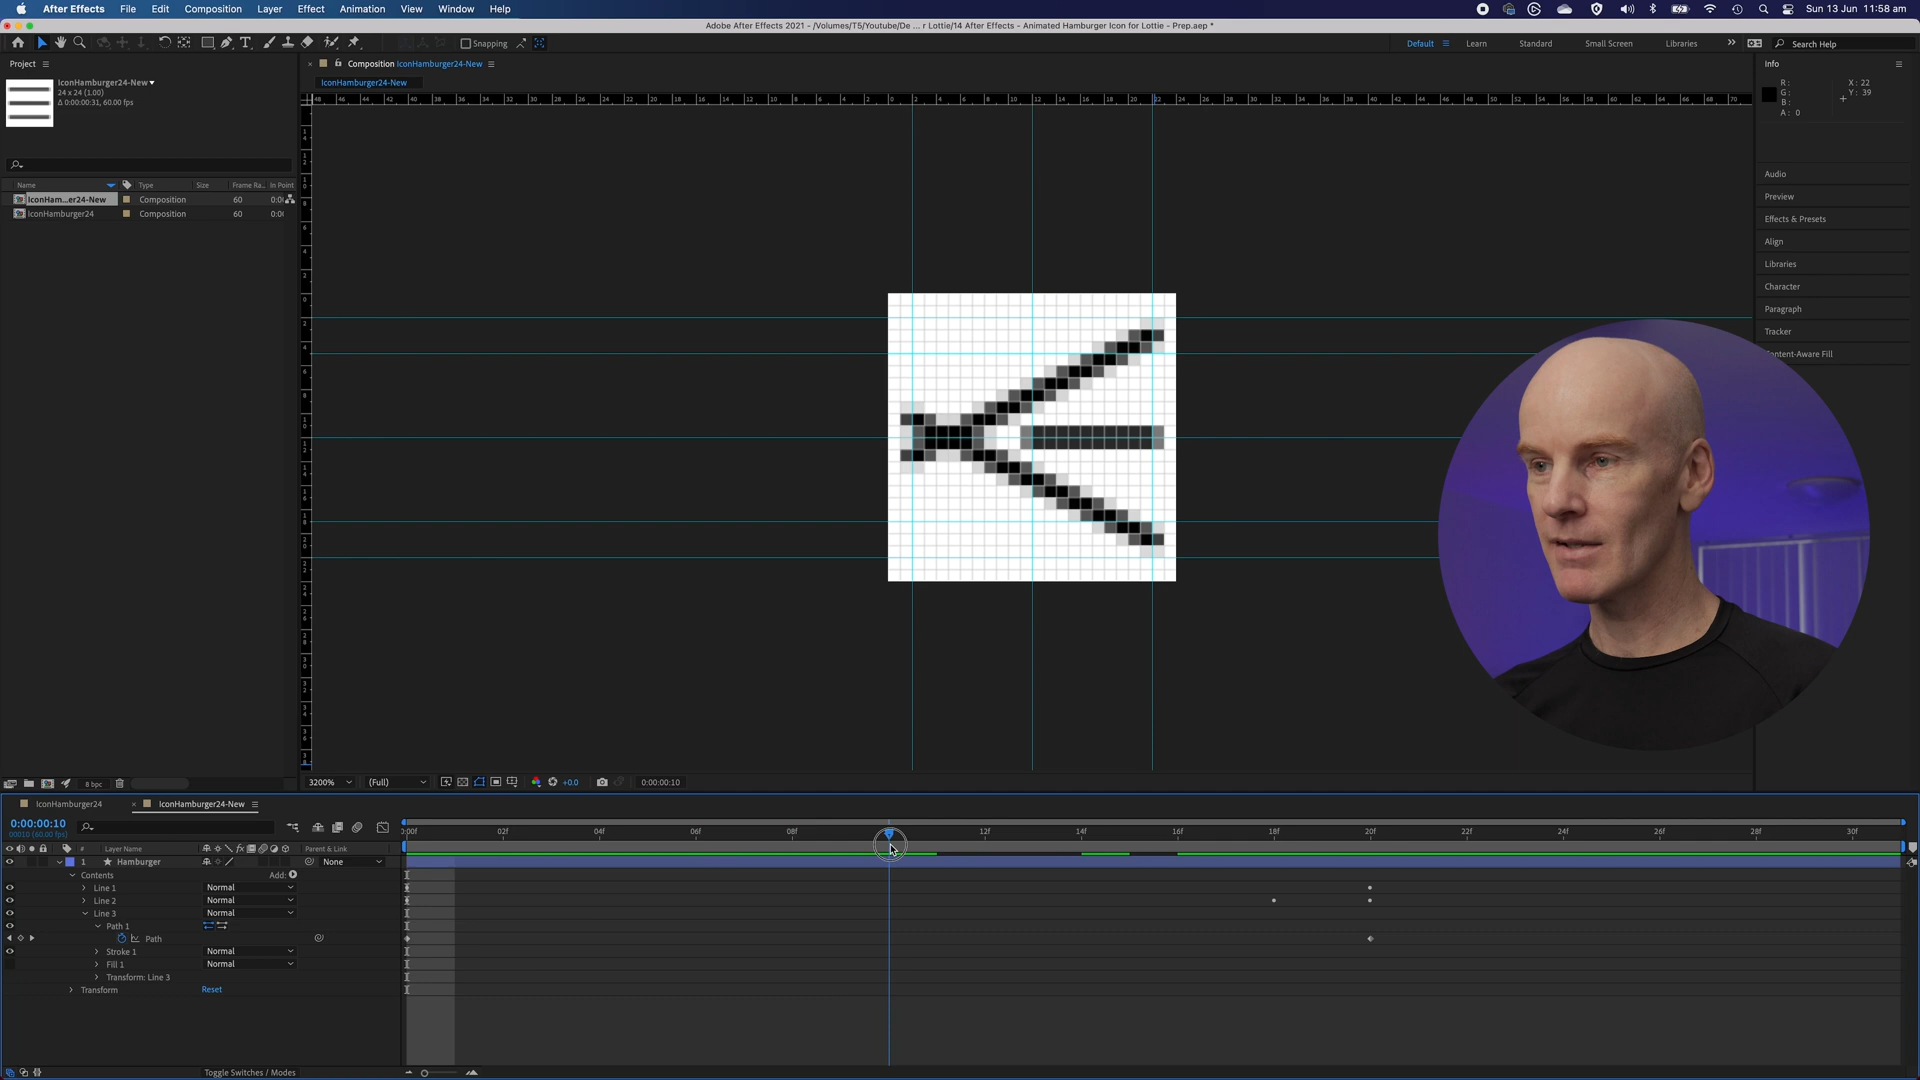 After Effects File Edit Composition Layer Effect Animation View Window Help Sun 13 Jun 11:58 am
Adobe After Effects 2021 - /Volumes/T5/Youtube/De ... r Lottie/14 After Effects - Animated Hamburger Icon for Lottie - Prep.aep *
Snapping Default Learn Standard Small Screen Libraries Search Help
Project
Composition IconHamburger24-New
Info
IconHamburger24-New
24 x 24 (1.00)
Δ 0:00:00:31, 60.00 fps
IconHamburger24-New
R:
G:
B:
A: 0
X: 22
Y: 39
Name Type Size Frame Ra... In Point
IconHam...er24-New Composition 60
IconHamburger24 Composition 60
Audio
Preview
Effects & Presets
Align
Libraries
Character
Paragraph
Tracker
Content-Aware Fill
8 bpc
3200% (Full) +0.0 0:00:00:10
IconHamburger24 IconHamburger24-New
0:00:00:10
00010 (60.00 fps)
02f 04f 06f 08f 12f 14f 16f 18f 20f 22f 24f 26f 28f 30f
# Layer Name Parent & Link
1 Hamburger None
Contents Add:
Line 1 Normal
Line 2 Normal
Line 3 Normal
Path 1
Path
Stroke 1 Normal
Fill 1 Normal
Transform: Line 3
Transform Reset
Toggle Switches / Modes